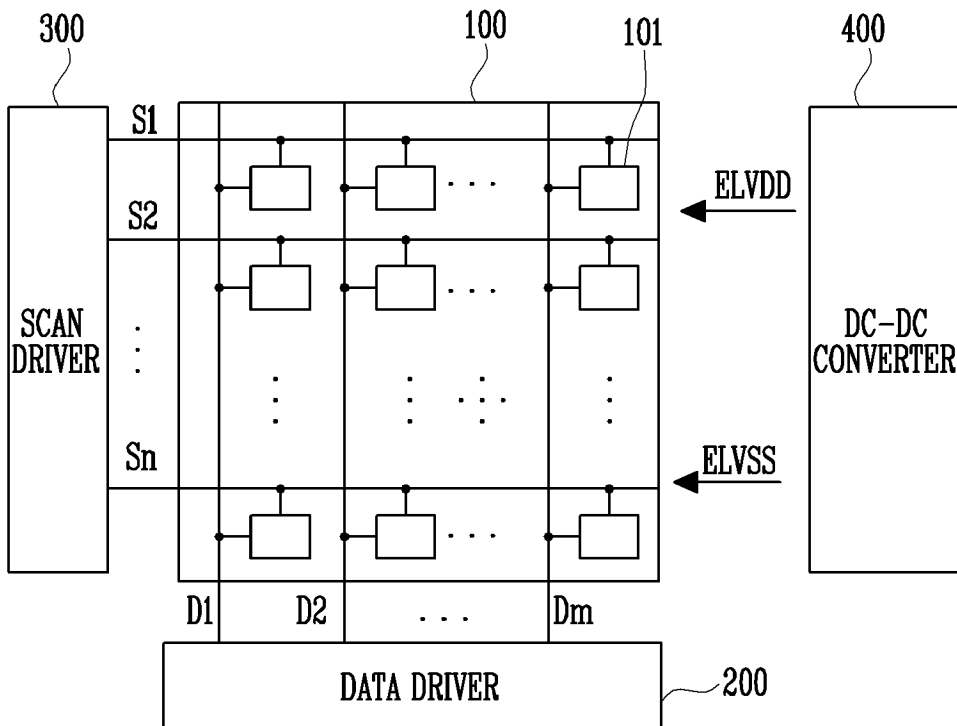 300
100
101
400
S1
ELVDD
S2
SCAN
DRIVER
DC-DC
CONVERTER
Sn
ELVSS
D1 D2 ... Dm
DATA DRIVER
200